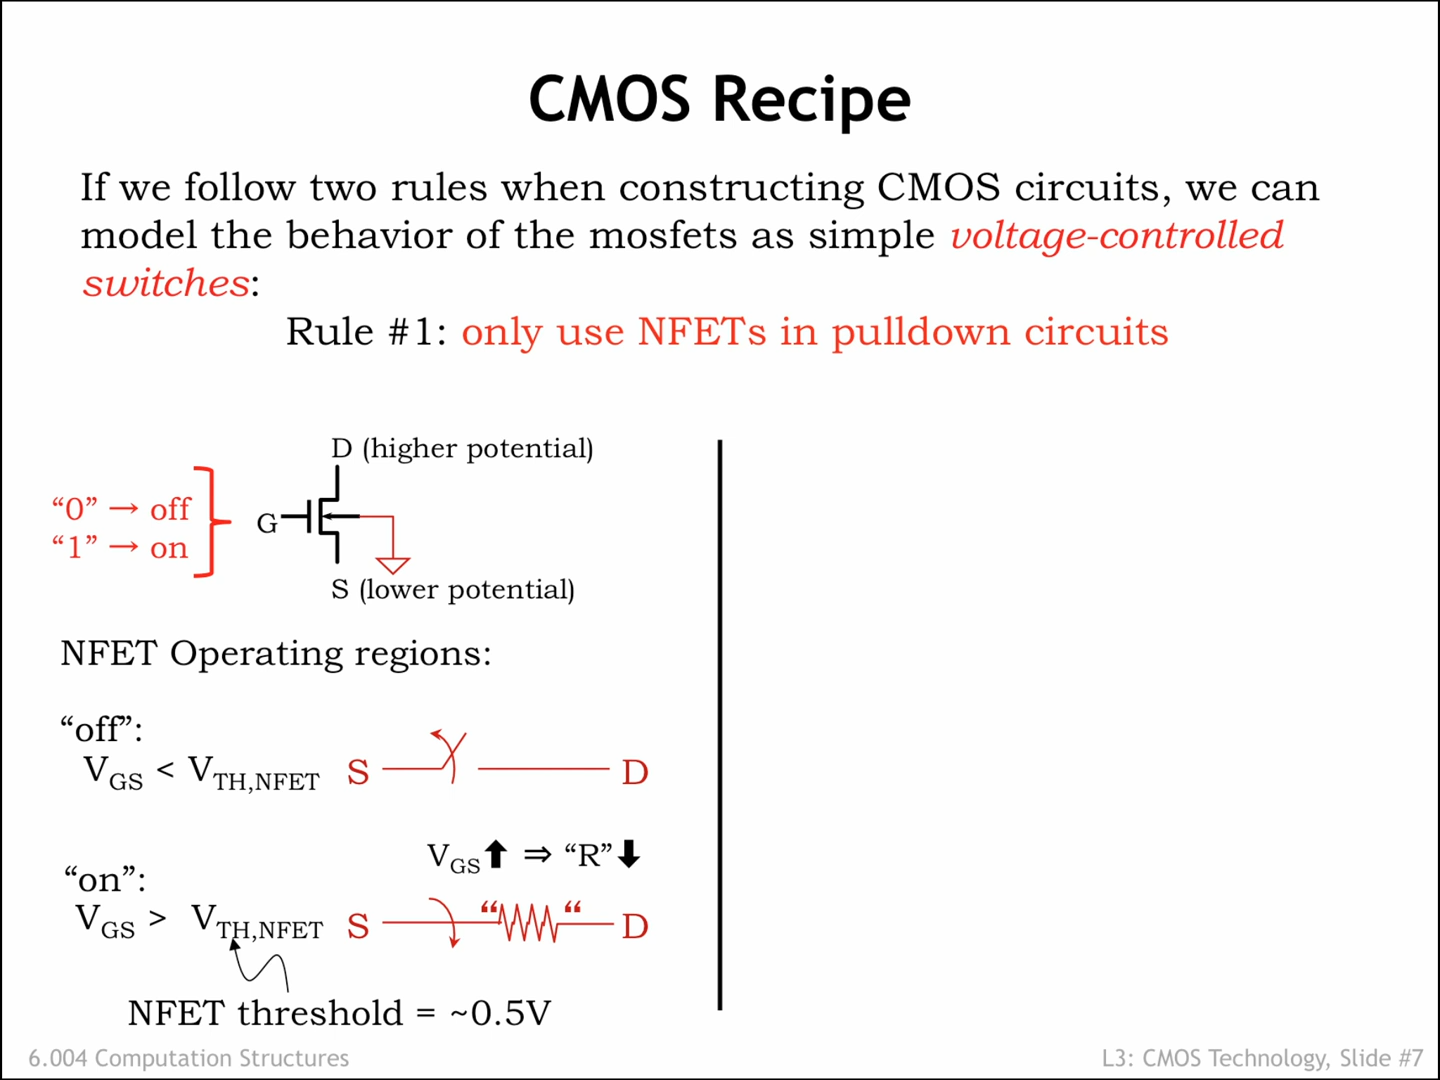 CMOS Recipe
If we follow two rules when constructing CMOS circuits, we can
model the behavior of the mosfets as simple voltage-controlled
switches:
Rule #1: only use NFETs in pulldown circuits
D (higher potential)
“0” → off
G
“1” → on
S (lower potential)
NFET Operating regions:
“off”:
VGS < VTH,NFET S D
VGS⬆ ⇒ “R”⬇
“on”:
VGS > VTH,NFET S “ “ D
NFET threshold = ~0.5V
6.004 Computation Structures
L3: CMOS Technology, Slide #7